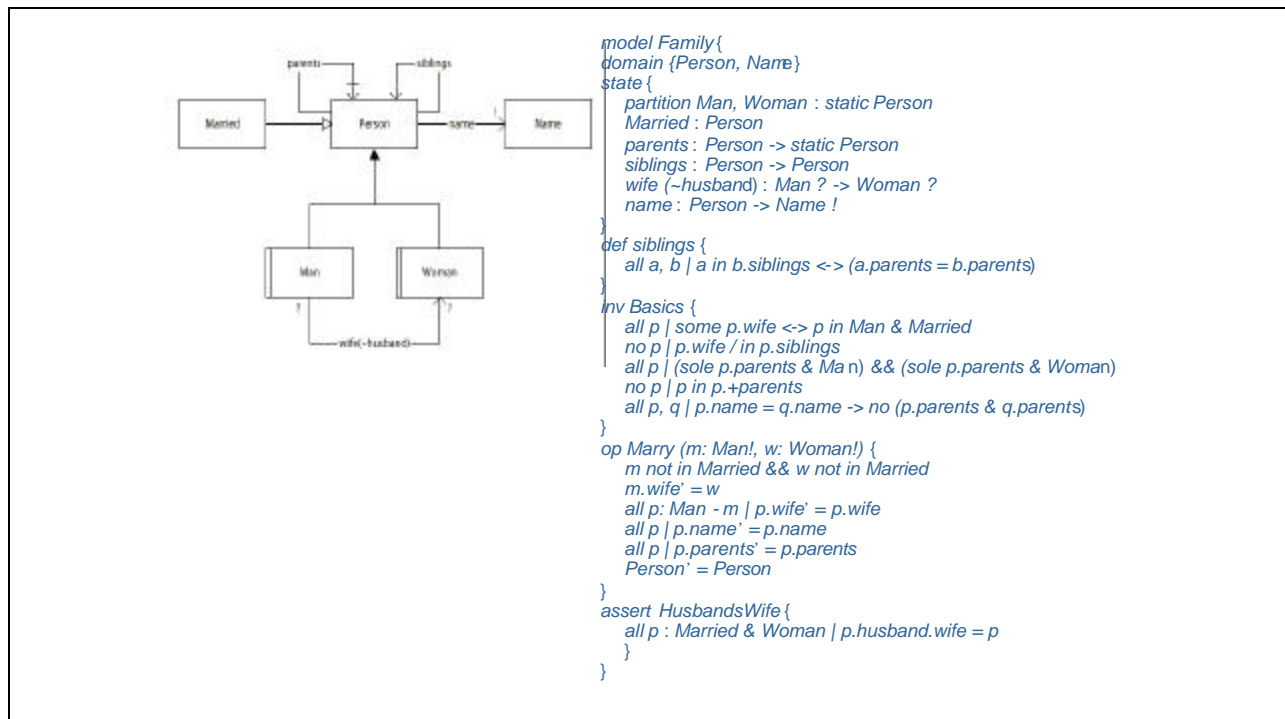 parents
siblings
Married
Person
name
!
Name
Man
Woman
?
?
wife(~husband)
model Family {
domain {Person, Name}
state {
partition Man, Woman : static Person
Married : Person
parents : Person -> static Person
siblings : Person -> Person
wife (~husband) : Man ? -> Woman ?
name : Person -> Name !
}
def siblings {
all a, b | a in b.siblings <-> (a.parents = b.parents)
}
inv Basics {
all p | some p.wife <-> p in Man & Married
no p | p.wife / in p.siblings
all p | (sole p.parents & Man) && (sole p.parents & Woman)
no p | p in p.+parents
all p, q | p.name = q.name -> no (p.parents & q.parents)
}
op Marry (m: Man!, w: Woman!) {
m not in Married && w not in Married
m.wife’ = w
all p: Man - m | p.wife’ = p.wife
all p | p.name’ = p.name
all p | p.parents’ = p.parents
Person’ = Person
}
assert HusbandsWife {
all p : Married & Woman | p.husband.wife = p
}
}